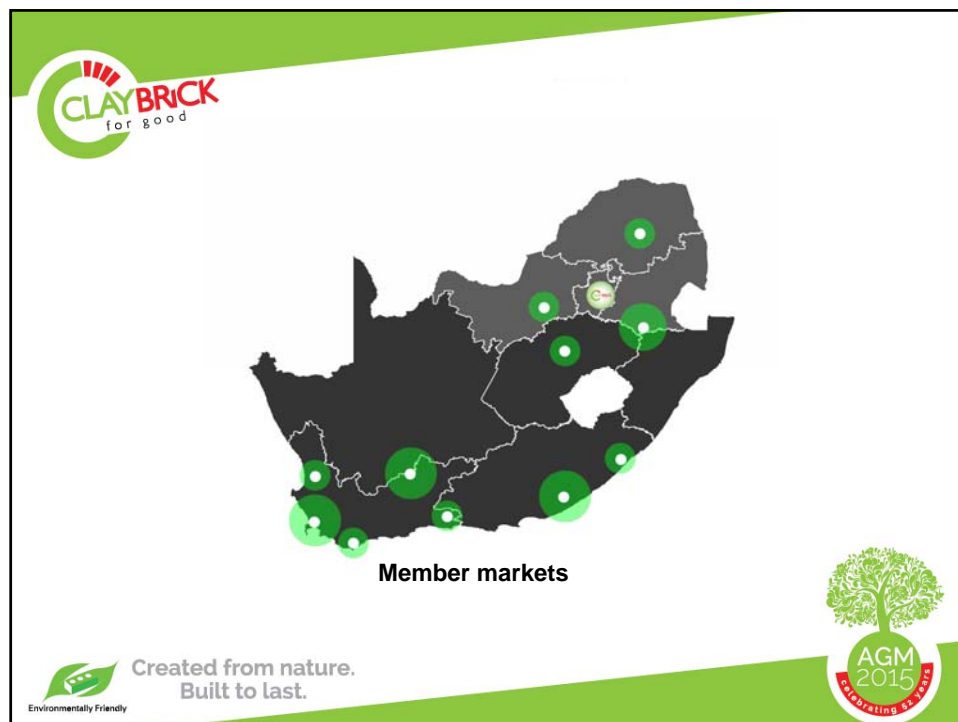 CLAYBRICK
for good
Member markets
Environmentally Friendly
Created from nature.
Built to last.
AGM
2015
celebrating 52 years